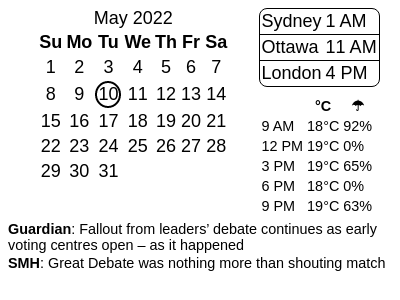 May 2022
Su Mo Tu We Th Fr Sa
1 2 3 4 5 6 7
8 9 10 11 12 13 14
15 16 17 18 19 20 21
22 23 24 25 26 27 28
29 30 31
Sydney 1 AM
Ottawa 11 AM
London 4 PM
°C ☂
9 AM 18°C 92%
12 PM 19°C 0%
3 PM 19°C 65%
6 PM 18°C 0%
9 PM 19°C 63%
Guardian: Fallout from leaders’ debate continues as early
voting centres open – as it happened
SMH: Great Debate was nothing more than shouting match